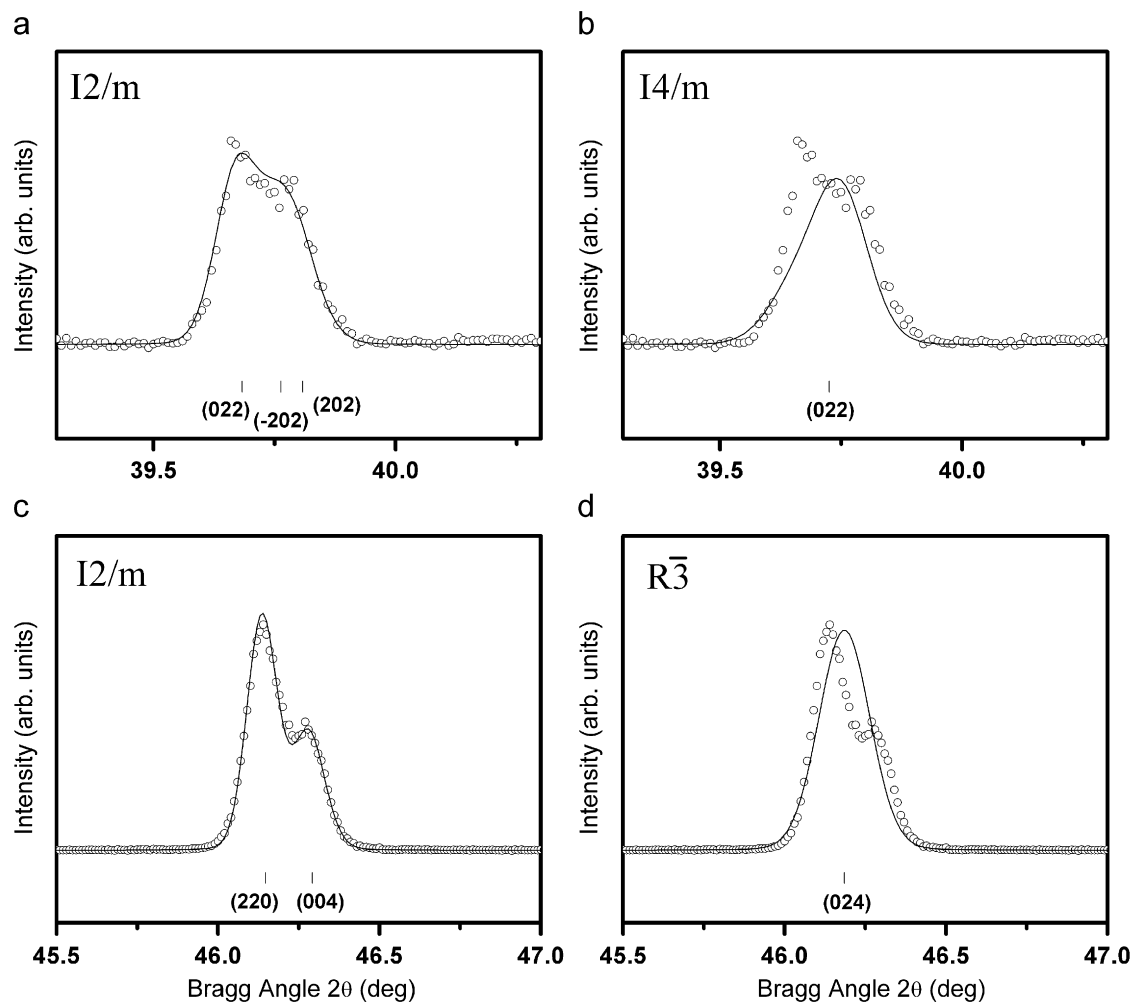 a
I2/m
Intensity (arb. units)
(022)
(-202)
(202)
39.5
40.0
b
I4/m
Intensity (arb. units)
(022)
39.5
40.0
c
I2/m
Intensity (arb. units)
(220)
(004)
45.5
46.0
46.5
47.0
Bragg Angle 2θ (deg)
d
R3̅
Intensity (arb. units)
(024)
45.5
46.0
46.5
47.0
Bragg Angle 2θ (deg)